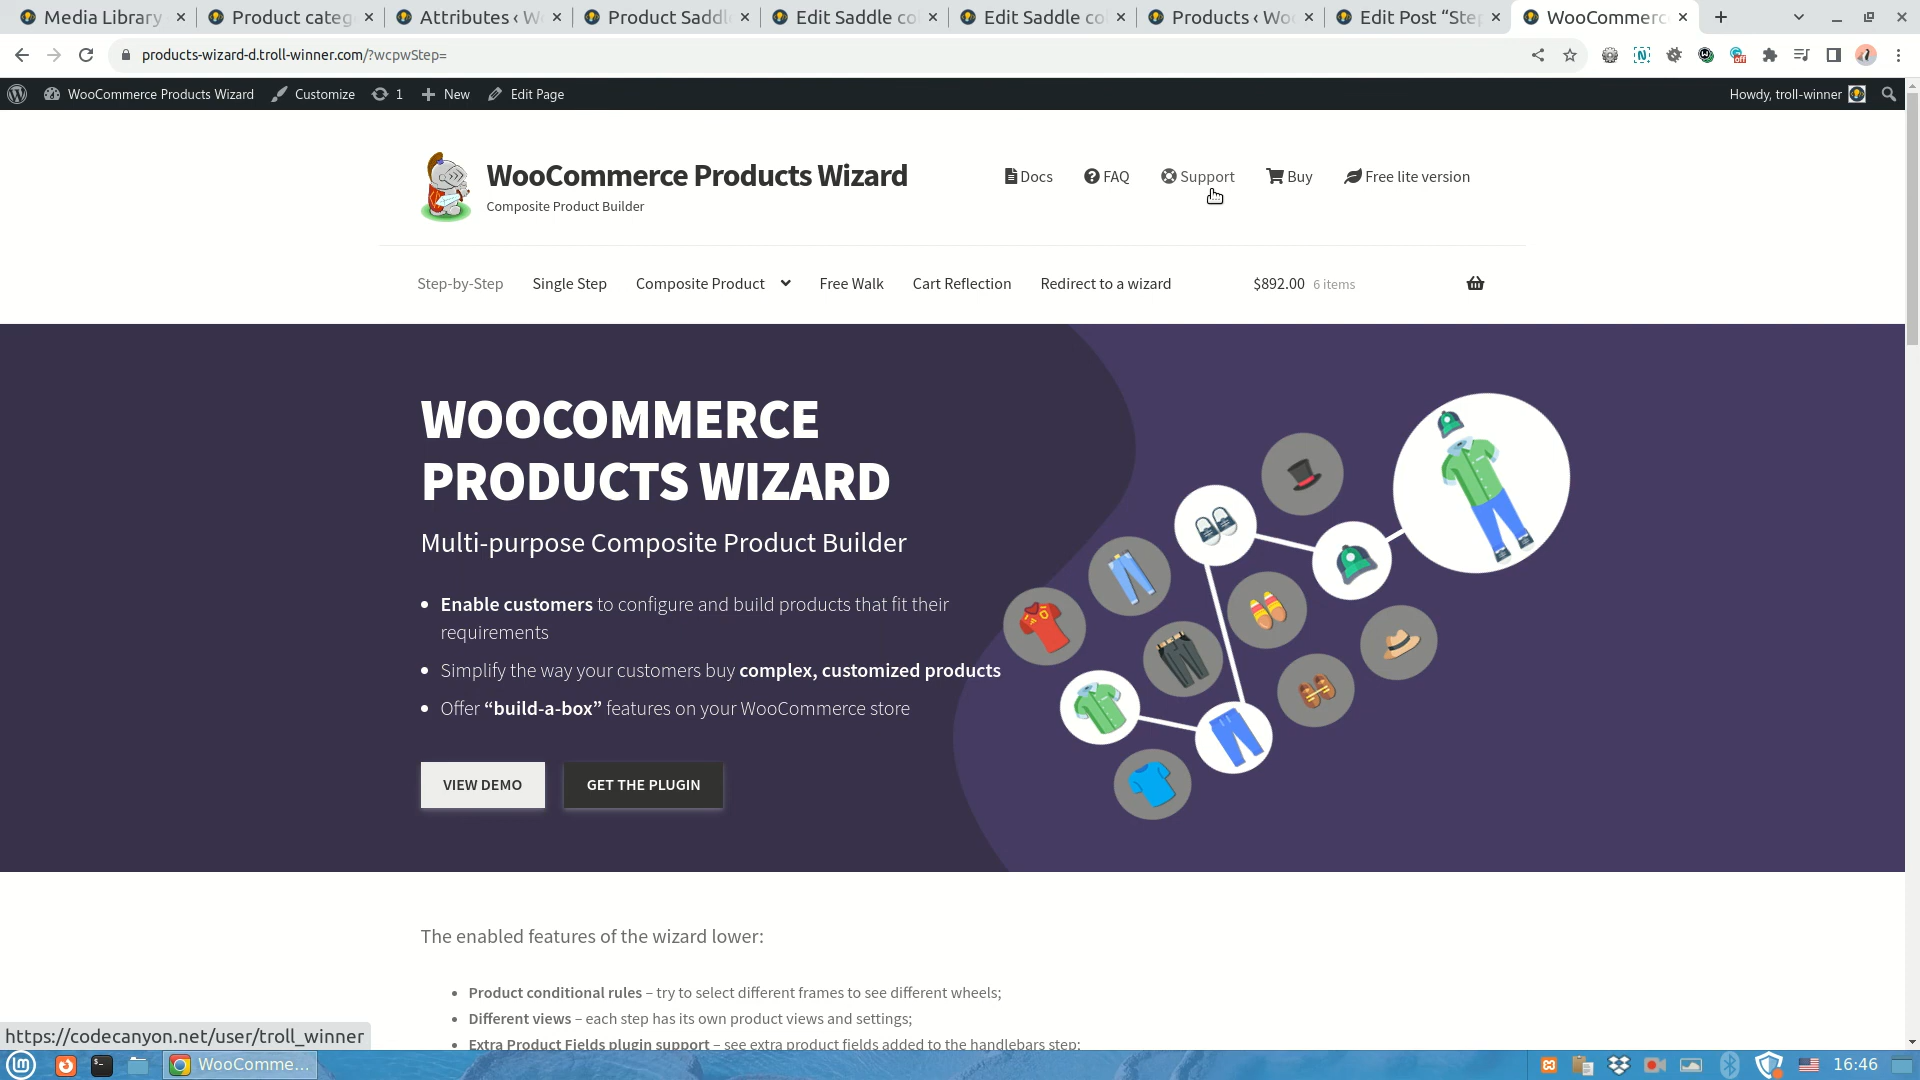 Media Library
Product categ
Attributes ‹ W
Product Saddl
Edit Saddle co
Edit Saddle co
Products ‹ Woo
Edit Post “Step
WooCommerc
products-wizard-d.troll-winner.com/?wcpwStep=
off
WooCommerce Products Wizard
Customize
1
New
Edit Page
Howdy, troll-winner
WooCommerce Products Wizard
Composite Product Builder
Docs
FAQ
Support
Buy
Free lite version
Step-by-Step
Single Step
Composite Product
Free Walk
Cart Reflection
Redirect to a wizard
$892.00 6 items
WOOCOMMERCE
PRODUCTS WIZARD
Multi-purpose Composite Product Builder
• Enable customers to configure and build products that fit their
requirements
• Simplify the way your customers buy complex, customized products
• Offer “build-a-box” features on your WooCommerce store
VIEW DEMO
GET THE PLUGIN
The enabled features of the wizard lower:
• Product conditional rules – try to select different frames to see different wheels;
• Different views – each step has its own product views and settings;
• Extra Product Fields plugin support – see extra product fields added to the handlebars step;
https://codecanyon.net/user/troll_winner
WooComme...
16:46